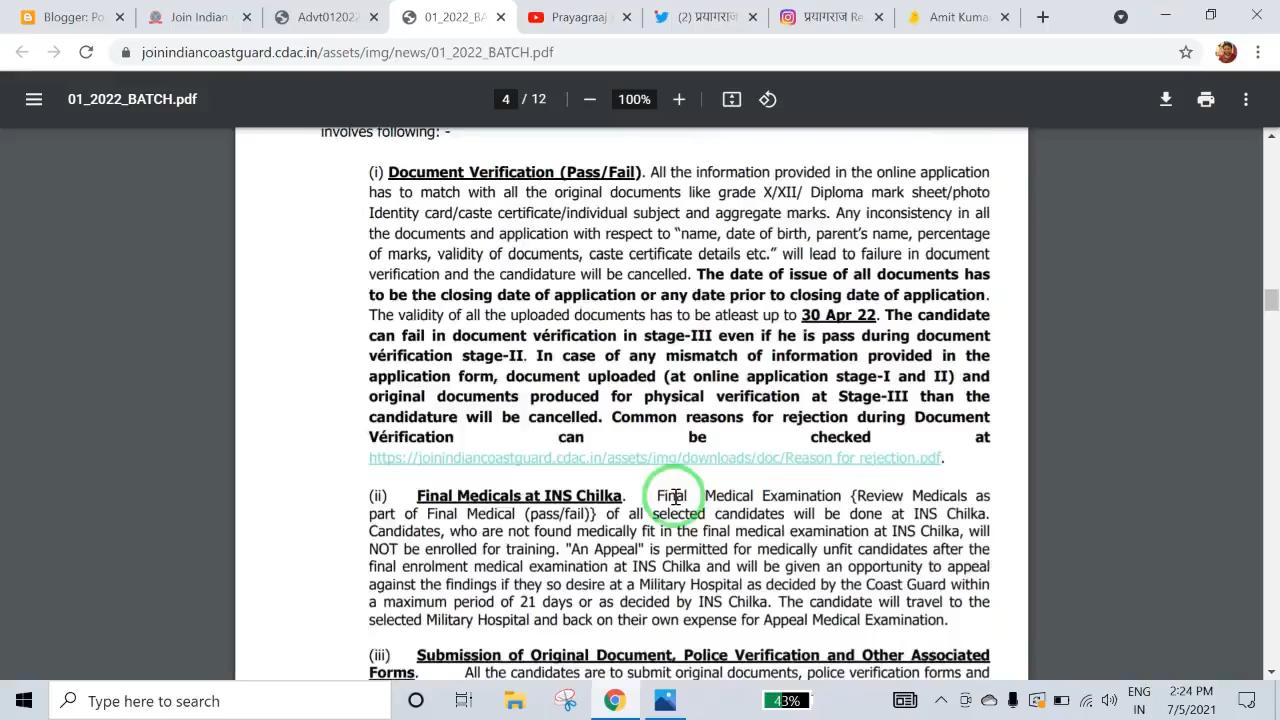 Blogger: Po
Join Indian
Advt012022
01_2022_BAT
Prayagraj
(2) प्रयागराज
प्रयागराज Re
Amit Kuma
joinindiancoastguard.cdac.in/assets/img/news/01_2022_BATCH.pdf
01_2022_BATCH.pdf
4 / 12
100%
involves following: -
(i) Document Verification (Pass/Fail). All the information provided in the online application
has to match with all the original documents like grade X/XII/ Diploma mark sheet/photo
Identity card/caste certificate/individual subject and aggregate marks. Any inconsistency in all
the documents and application with respect to “name, date of birth, parent’s name, percentage
of marks, validity of documents, caste certificate details etc.” will lead to failure in document
verification and the candidature will be cancelled. The date of issue of all documents has
to be the closing date of application or any date prior to closing date of application.
The validity of all the uploaded documents has to be atleast up to 30 Apr 22. The candidate
can fail in document vérification in stage-III even if he is pass during document
vérification stage-II. In case of any mismatch of information provided in the
application form, document uploaded (at online application stage-I and II) and
original documents produced for physical verification at Stage-III than the
candidature will be cancelled. Common reasons for rejection during Document
Vérification can be checked at
https://joinindiancoastguard.cdac.in/assets/img/downloads/doc/Reason for rejection.pdf.
(ii) Final Medicals at INS Chilka. Final Medical Examination {Review Medicals as
part of Final Medical (pass/fail)} of all selected candidates will be done at INS Chilka.
Candidates, who are not found medically fit in the final medical examination at INS Chilka, will
NOT be enrolled for training. "An Appeal" is permitted for medically unfit candidates after the
final enrolment medical examination at INS Chilka and will be given an opportunity to appeal
against the findings if they so desire at a Military Hospital as decided by the Coast Guard within
a maximum period of 21 days or as decided by INS Chilka. The candidate will travel to the
selected Military Hospital and back on their own expense for Appeal Medical Examination.
(iii) Submission of Original Document, Police Verification and Other Associated
Forms. All the candidates are to submit original documents, police verification forms and
Type here to search
43%
ENG
IN
2:24 PM
7/5/2021